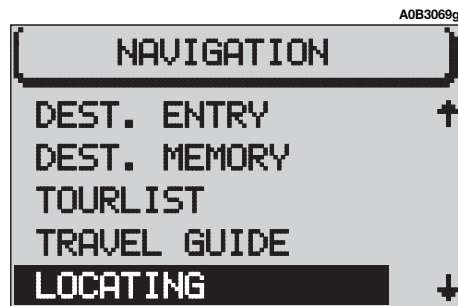 A0B3069g
NAVIGATION
DEST. ENTRY
DEST. MEMORY
TOURLIST
TRAVEL GUIDE
LOCATING